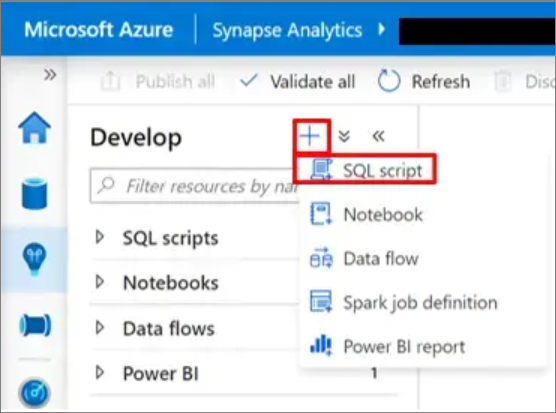 Microsoft Azure | Synapse Analytics
»
Publish all Validate all Refresh Disc
Develop + « 
Filter resources by na
SQL script
SQL scripts
Notebook
Notebooks
Data flow
Data flows
Spark job definition
Power BI report
Power BI 1